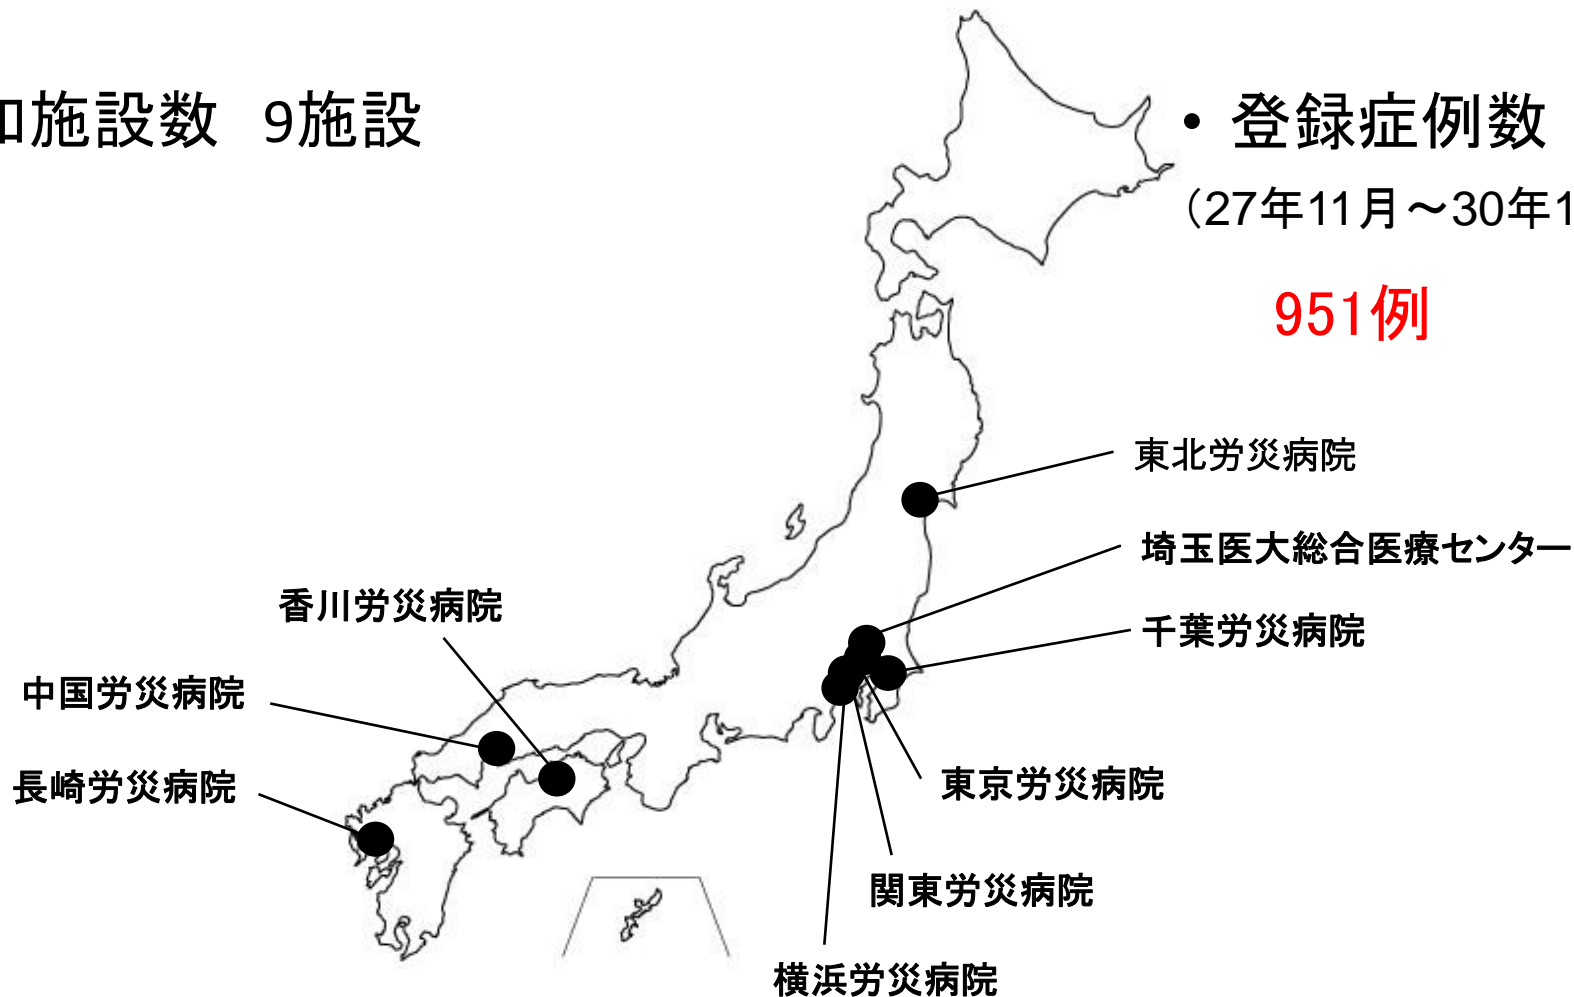 加施設数　9施設
・登録症例数
（27年11月～30年1
951例
東北労災病院
埼玉医大総合医療センター
千葉労災病院
香川労災病院
中国労災病院
長崎労災病院
東京労災病院
関東労災病院
横浜労災病院